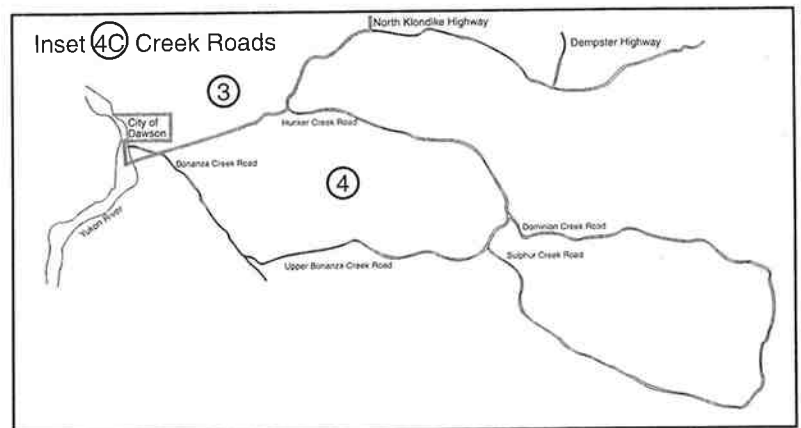 Inset 4C Creek Roads
North Klondike Highway
Dempster Highway
3
City of
Dawson
Hunker Creek Road
Bonanza Creek Road
4
Yukon River
Dominion Creek Road
Sulphur Creek Road
Upper Bonanza Creek Road